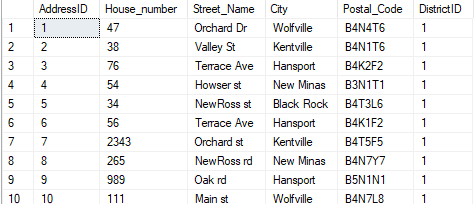 AddressID House_number Street_Name City Postal_Code DistrictID
1 1 47 Orchard Dr Wolfville B4N4T6 1
2 2 38 Valley St Kentville B4N1T6 1
3 3 76 Terrace Ave Hansport B4K2F2 1
4 4 54 Howser st New Minas B3N1T1 1
5 5 34 NewRoss st Black Rock B4T3L6 1
6 6 56 Terrace Ave Hansport B4K1F2 1
7 7 2343 Orchard st Kentville B4T5F5 1
8 8 265 NewRoss rd New Minas B4N7Y7 1
9 9 989 Oak rd Hansport B5N1N1 1
10 10 111 Main st Wolfville B4N7L8 1